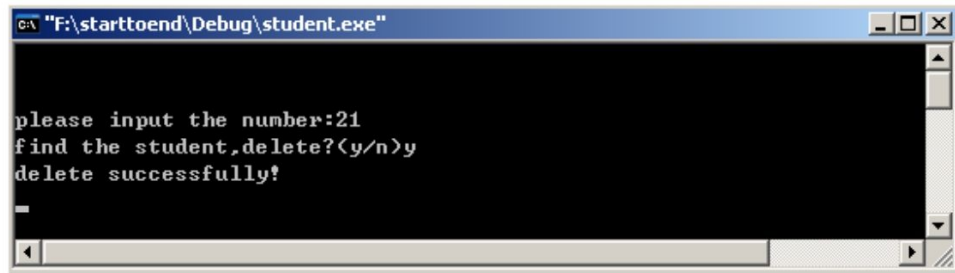 "F:\starttoend\Debug\student.exe"
please input the number:21
find the student,delete?(y/n)y
delete successfully!